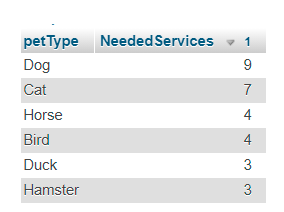 petType NeededServices 1
Dog 9
Cat 7
Horse 4
Bird 4
Duck 3
Hamster 3